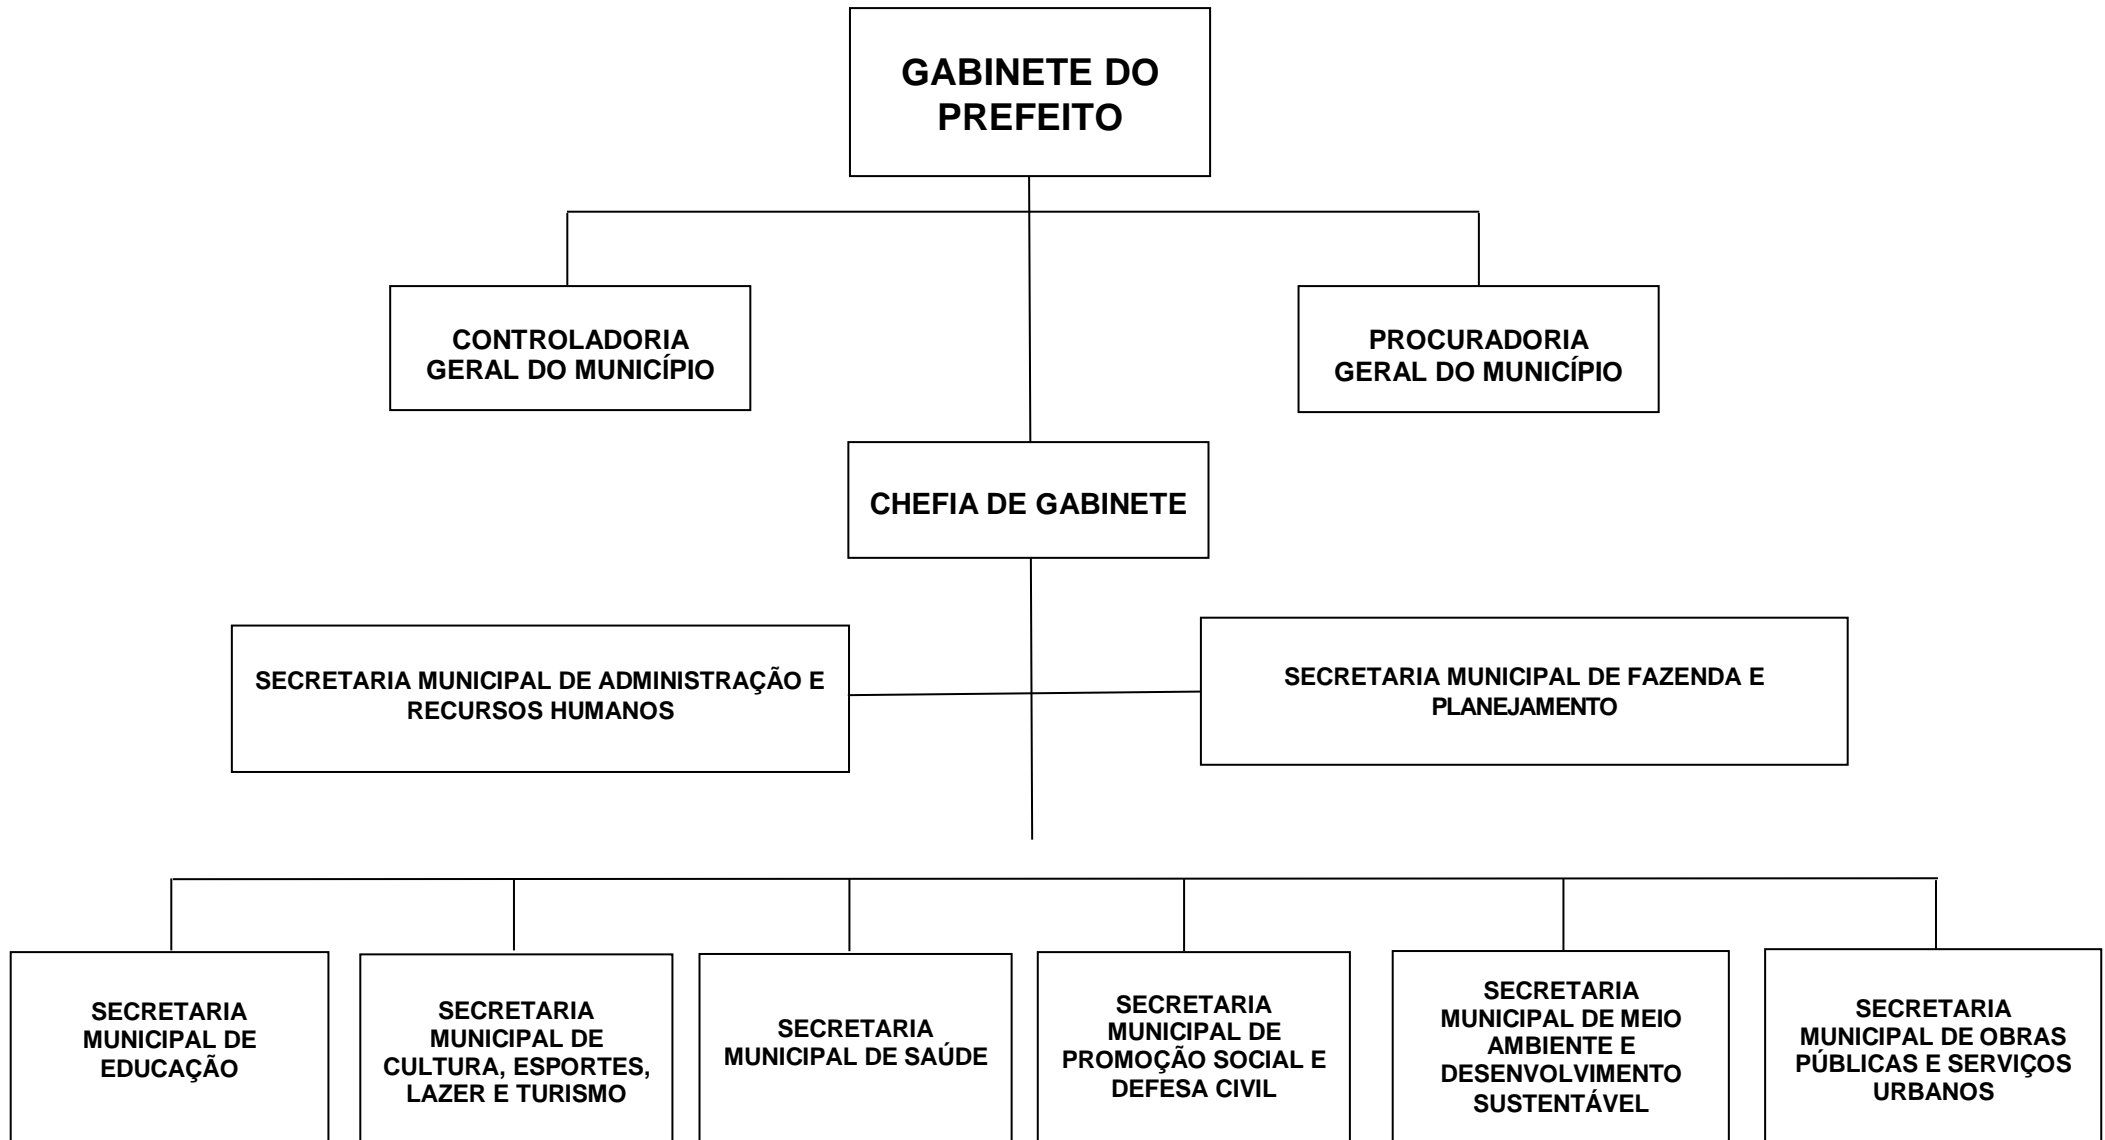 GABINETE DO
PREFEITO
CONTROLADORIA
GERAL DO MUNICÍPIO
PROCURADORIA
GERAL DO MUNICÍPIO
CHEFIA DE GABINETE
SECRETARIA MUNICIPAL DE ADMINISTRAÇÃO E
RECURSOS HUMANOS
SECRETARIA MUNICIPAL DE FAZENDA E
PLANEJAMENTO
SECRETARIA
MUNICIPAL DE
EDUCAÇÃO
SECRETARIA
MUNICIPAL DE
CULTURA, ESPORTES,
LAZER E TURISMO
SECRETARIA
MUNICIPAL DE SAÚDE
SECRETARIA
MUNICIPAL DE
PROMOÇÃO SOCIAL E
DEFESA CIVIL
SECRETARIA
MUNICIPAL DE MEIO
AMBIENTE E
DESENVOLVIMENTO
SUSTENTÁVEL
SECRETARIA
MUNICIPAL DE OBRAS
PÚBLICAS E SERVIÇOS
URBANOS